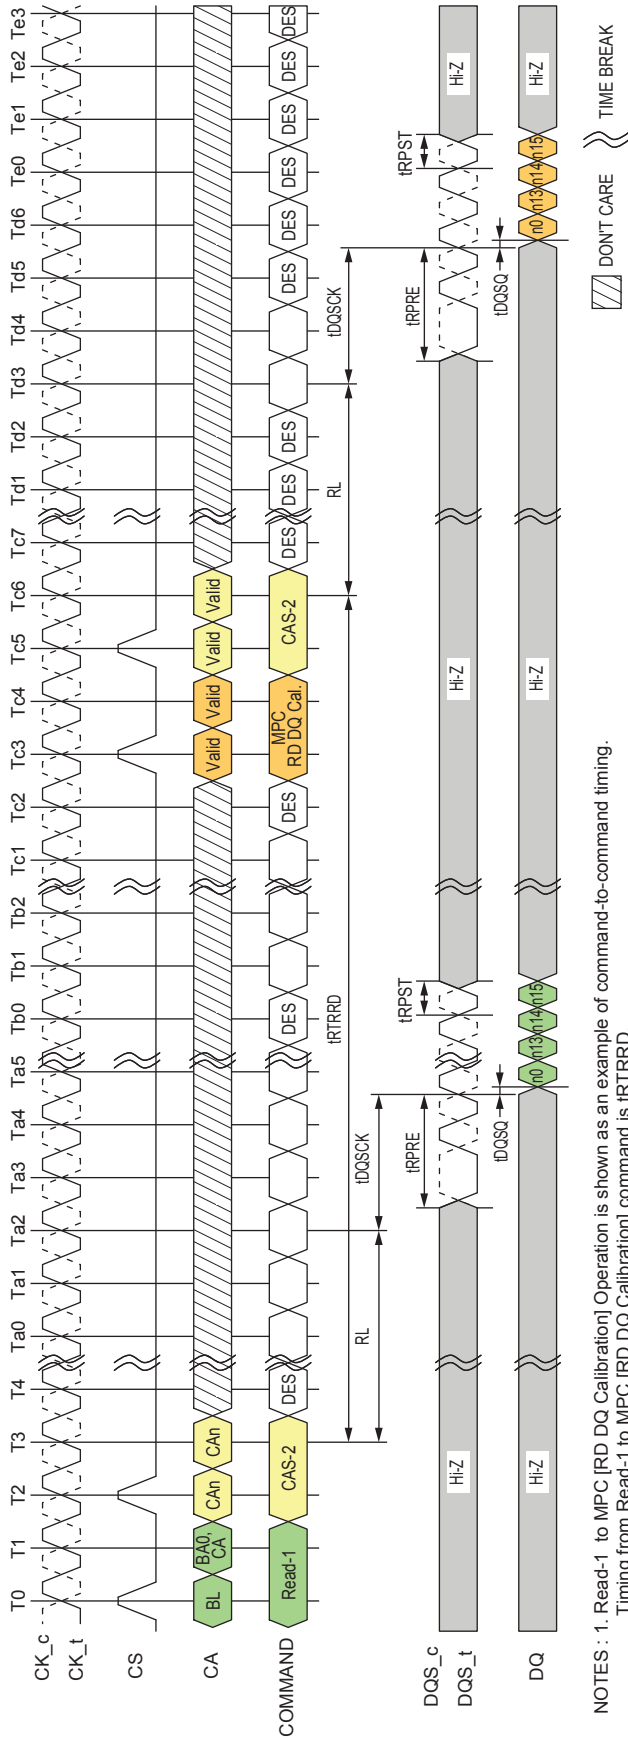 T0 T1 T2 T3 T4 Ta0 Ta1 Ta2 Ta3 Ta4 Ta5 Tb0 Tb1 Tb2 Tc1 Tc2 Tc3 Tc4 Tc5 Tc6 Tc7 Td1 Td2 Td3 Td4 Td5 Td6 Te0 Te1 Te2 Te3
CK_c
CK_t
CS
CA
BL
BA0,
CA
CAn
CAn
Valid
Valid
Valid
Valid
COMMAND
Read-1
CAS-2
DES
DES
DES
MPC
RD DQ Cal.
CAS-2
DES
DES
DES
DES
DES
DES
DES
DES
DES
tRTRRD
RL
tDQSCK
RL
tDQSCK
tRPRE
tRPST
tRPRE
tRPST
DQS_c
DQS_t
Hi-Z
Hi-Z
Hi-Z
tDQSQ
tDQSQ
DQ
Hi-Z
n0 n13 n14 n15
Hi-Z
n0 n13 n14 n15
Hi-Z
DON'T CARE
TIME BREAK
NOTES : 1. Read-1 to MPC [RD DQ Calibration] Operation is shown as an example of command-to-command timing.
Timing from Read-1 to MPC [RD DQ Calibration] command is tRTRRD.